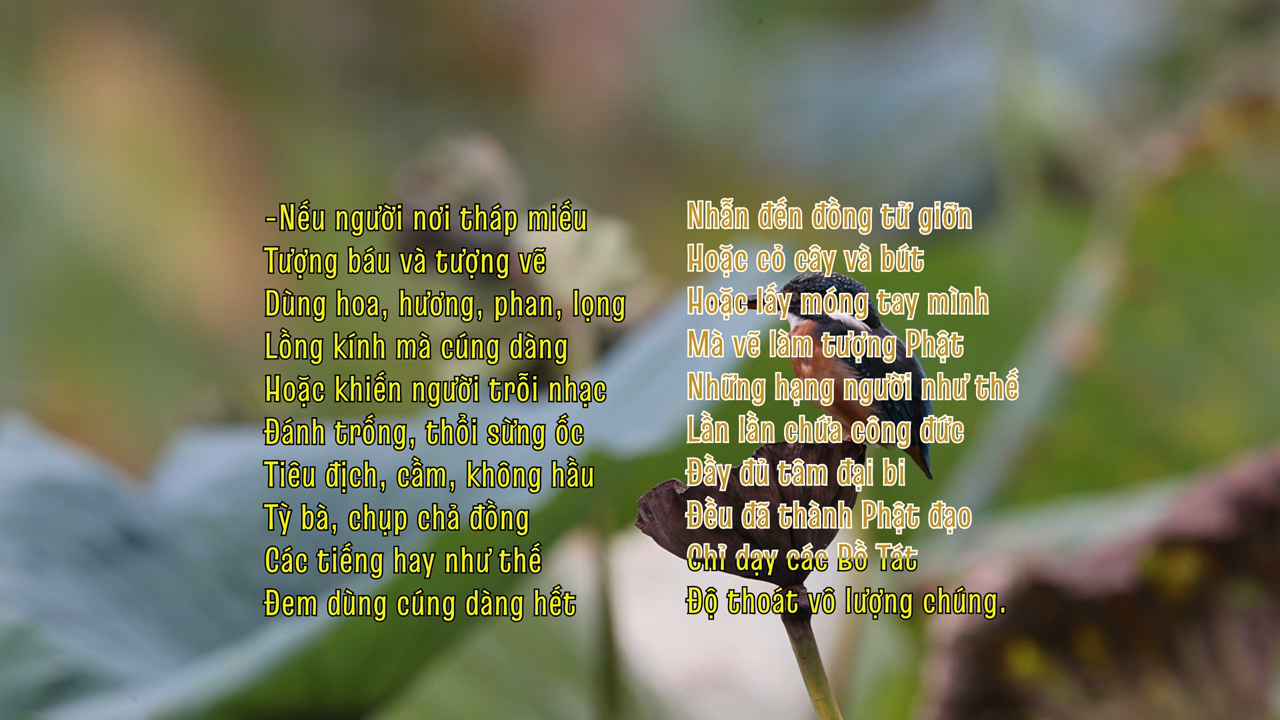 -Nếu người nơi tháp miếu
Tượng báu và tượng vẽ
Dùng hoa, hương, phan, lọng
Lồng kính mà cúng dàng
Hoặc khiến người trỗi nhạc
Đánh trống, thổi sừng ốc
Tiêu địch, cầm, không hầu
Tỳ bà, chụp chả đồng
Các tiếng hay như thế
Đem dùng cúng dàng hết
Nhẫn đến đồng tử giỡn
Hoặc cỏ cây và bút
Hoặc lấy móng tay mình
Mà vẽ làm tượng Phật
Những hạng người như thế
Lần lần chứa công đức
Đầy đủ tâm đại bi
Đều đã thành Phật đạo
Chỉ dạy các Bồ Tát
Độ thoát vô lượng chúng.